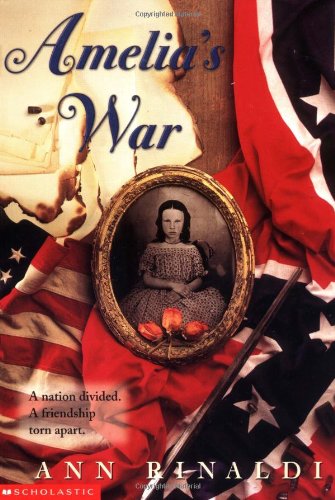 Amelia's
War
A nation divided.
A friendship
torn apart.
SCHOLASTIC
ANN RINALDI